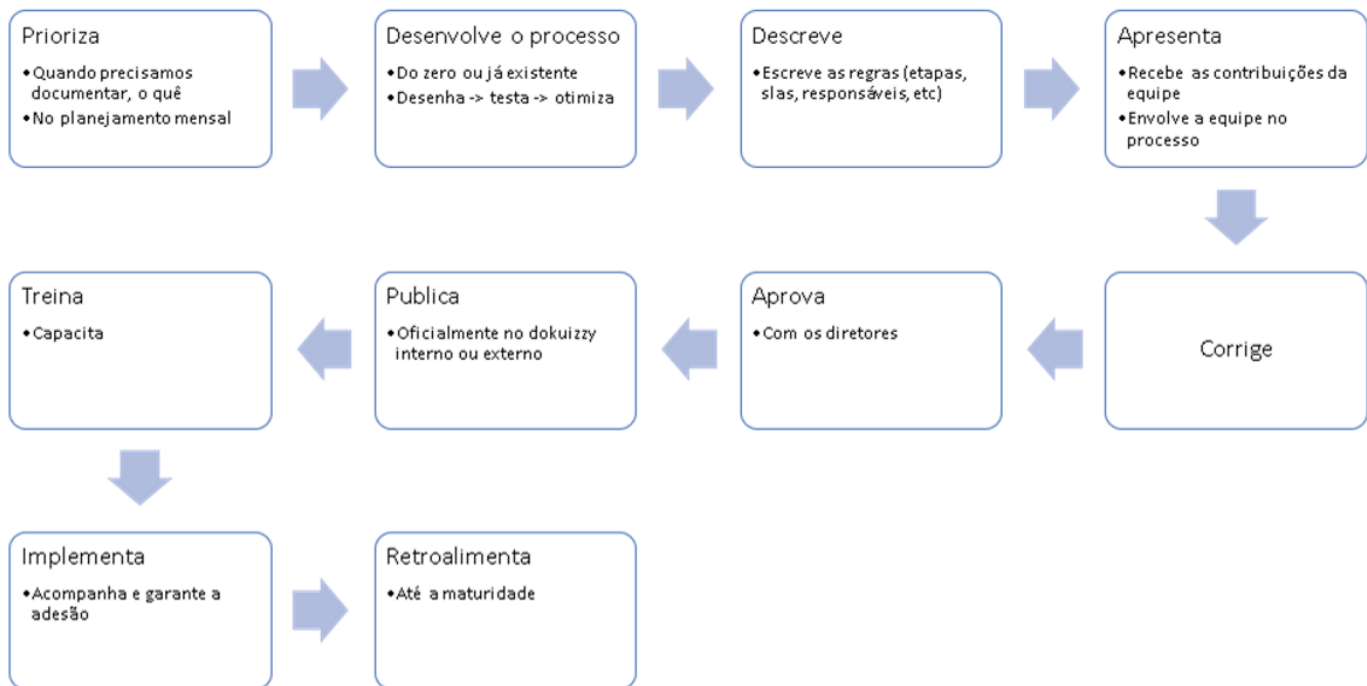 Prioriza
•Quando precisamos
documentar, o quê
•No planejamento mensal
Desenvolve o processo
•Do zero ou já existente
•Desenha -> testa -> otimiza
Descreve
•Escreve as regras (etapas,
slas, responsáveis, etc)
Apresenta
•Recebe as contribuições da
equipe
•Envolve a equipe no
processo
Corrige
Aprova
•Com os diretores
Publica
•Oficialmente no dokuizzy
interno ou externo
Treina
•Capacita
Implementa
•Acompanha e garante a
adesão
Retroalimenta
•Até a maturidade